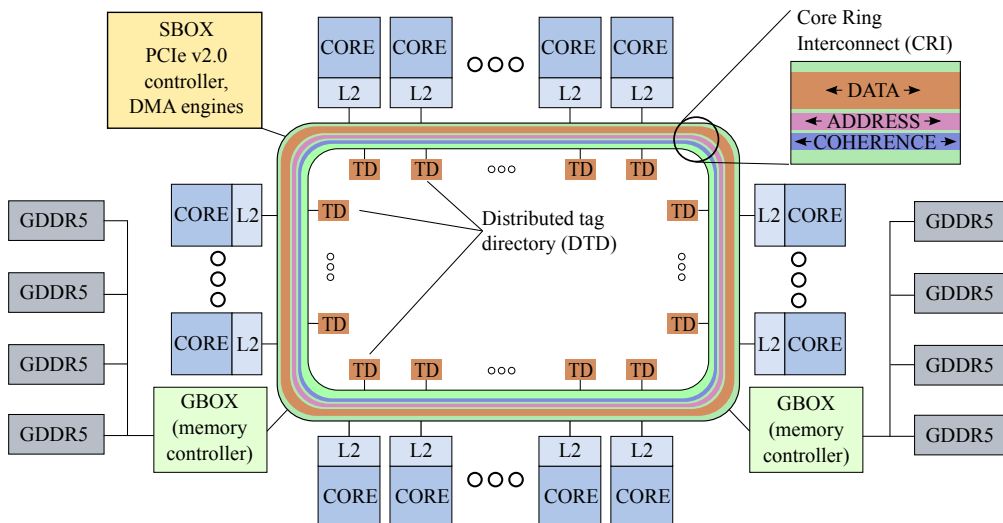 SBOX
PCIe v2.0
controller,
DMA engines
CORE CORE CORE CORE
L2 L2 L2 L2
Core Ring
Interconnect (CRI)
DATA
ADDRESS
COHERENCE
TD TD TD TD
CORE L2
TD
TD
L2 CORE
GDDR5
GDDR5
GDDR5
GDDR5
Distributed tag
directory (DTD)
GDDR5
GDDR5
GDDR5
GDDR5
CORE L2
TD
TD
L2 CORE
TD TD TD TD
GBOX
(memory
controller)
GBOX
(memory
controller)
L2 L2 L2 L2
CORE CORE CORE CORE